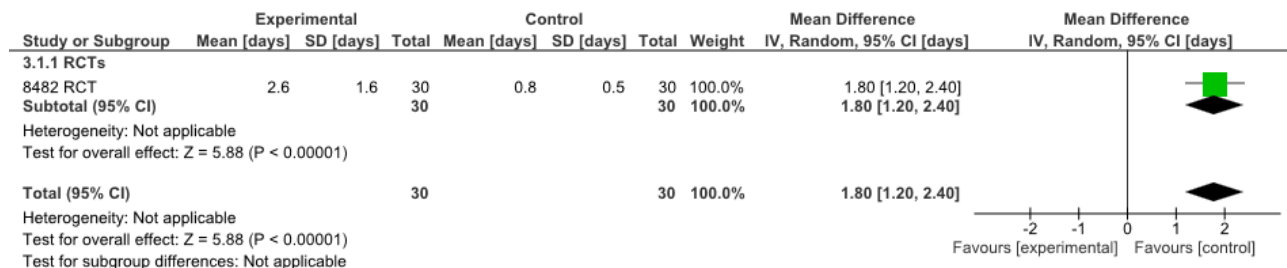 Experimental Control Mean Difference Mean Difference
Study or Subgroup Mean [days] SD [days] Total Mean [days] SD [days] Total Weight IV, Random, 95% CI [days] IV, Random, 95% CI [days]
3.1.1 RCTs
8482 RCT 2.6 1.6 30 0.8 0.5 30 100.0% 1.80 [1.20, 2.40]
Subtotal (95% CI) 30 30 100.0% 1.80 [1.20, 2.40]
Heterogeneity: Not applicable
Test for overall effect: Z = 5.88 (P < 0.00001)
Total (95% CI) 30 30 100.0% 1.80 [1.20, 2.40]
Heterogeneity: Not applicable
Test for overall effect: Z = 5.88 (P < 0.00001)
Test for subgroup differences: Not applicable
-2 -1 0 1 2
Favours [experimental] Favours [control]